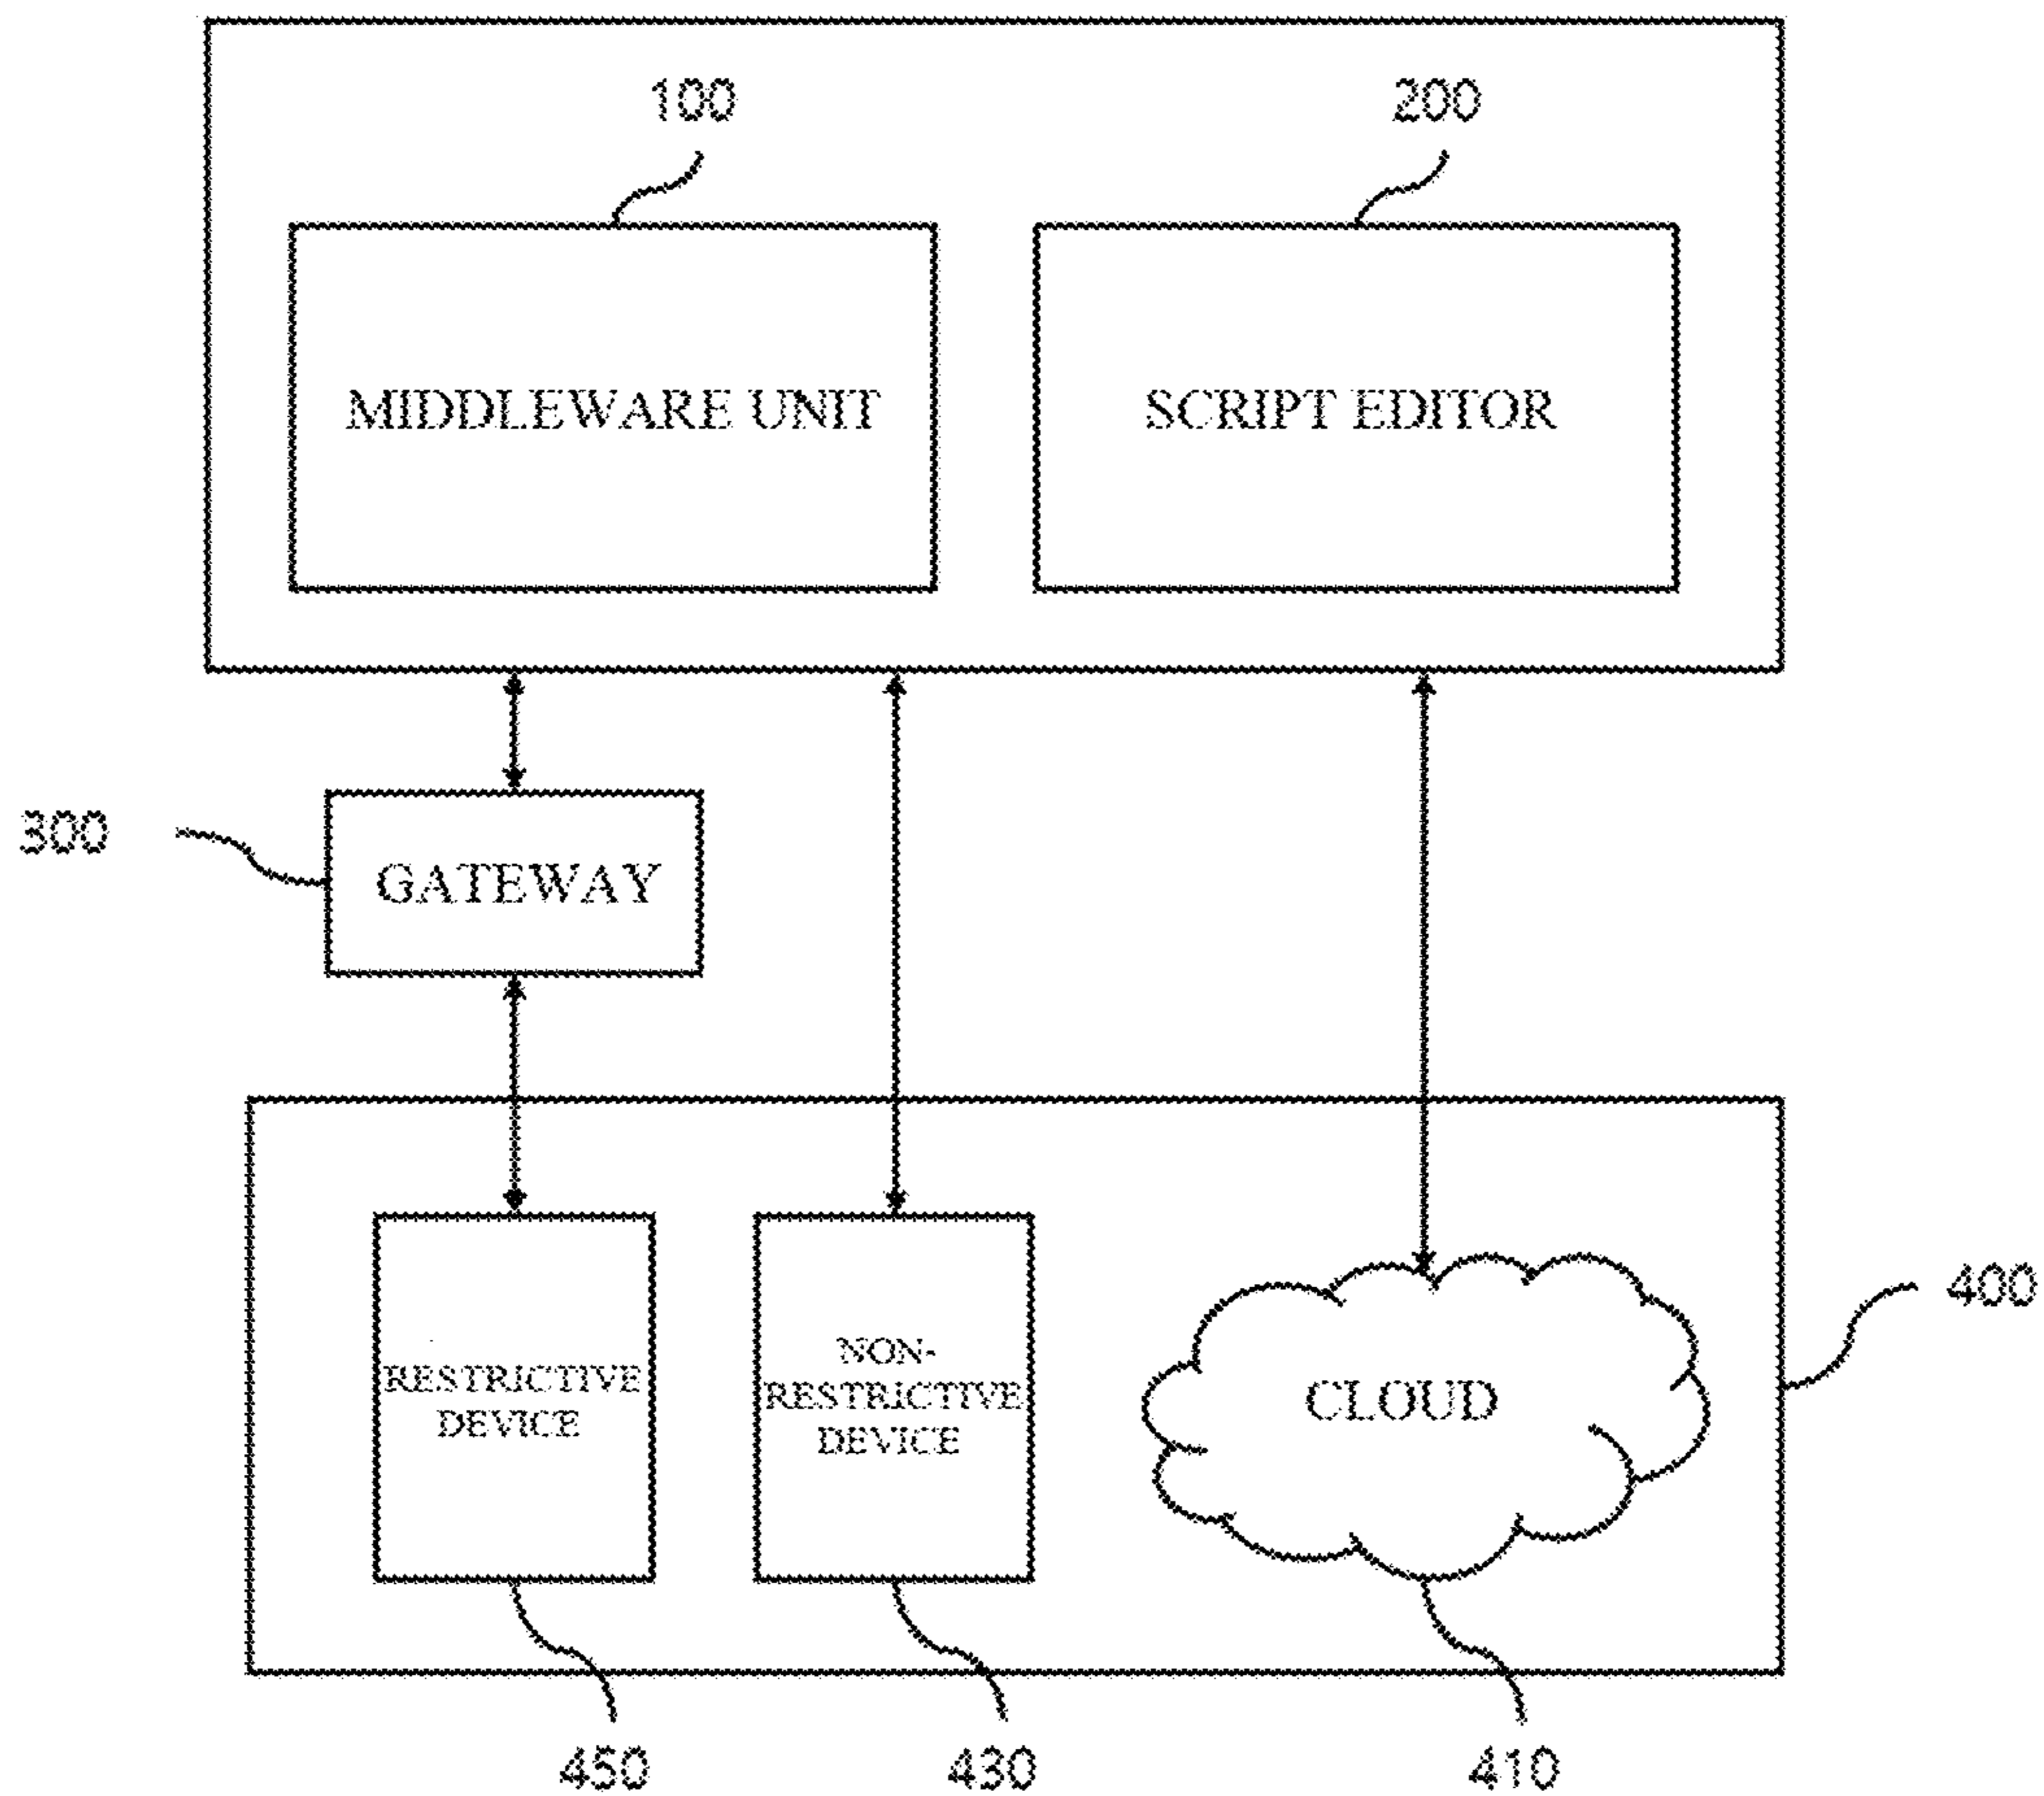 100
200
MIDDLEWARE UNIT
SCRIPT EDITOR
300
GATEWAY
400
RESTRICTIVE
DEVICE
NON-
RESTRICTIVE
DEVICE
CLOUD
450
430
410